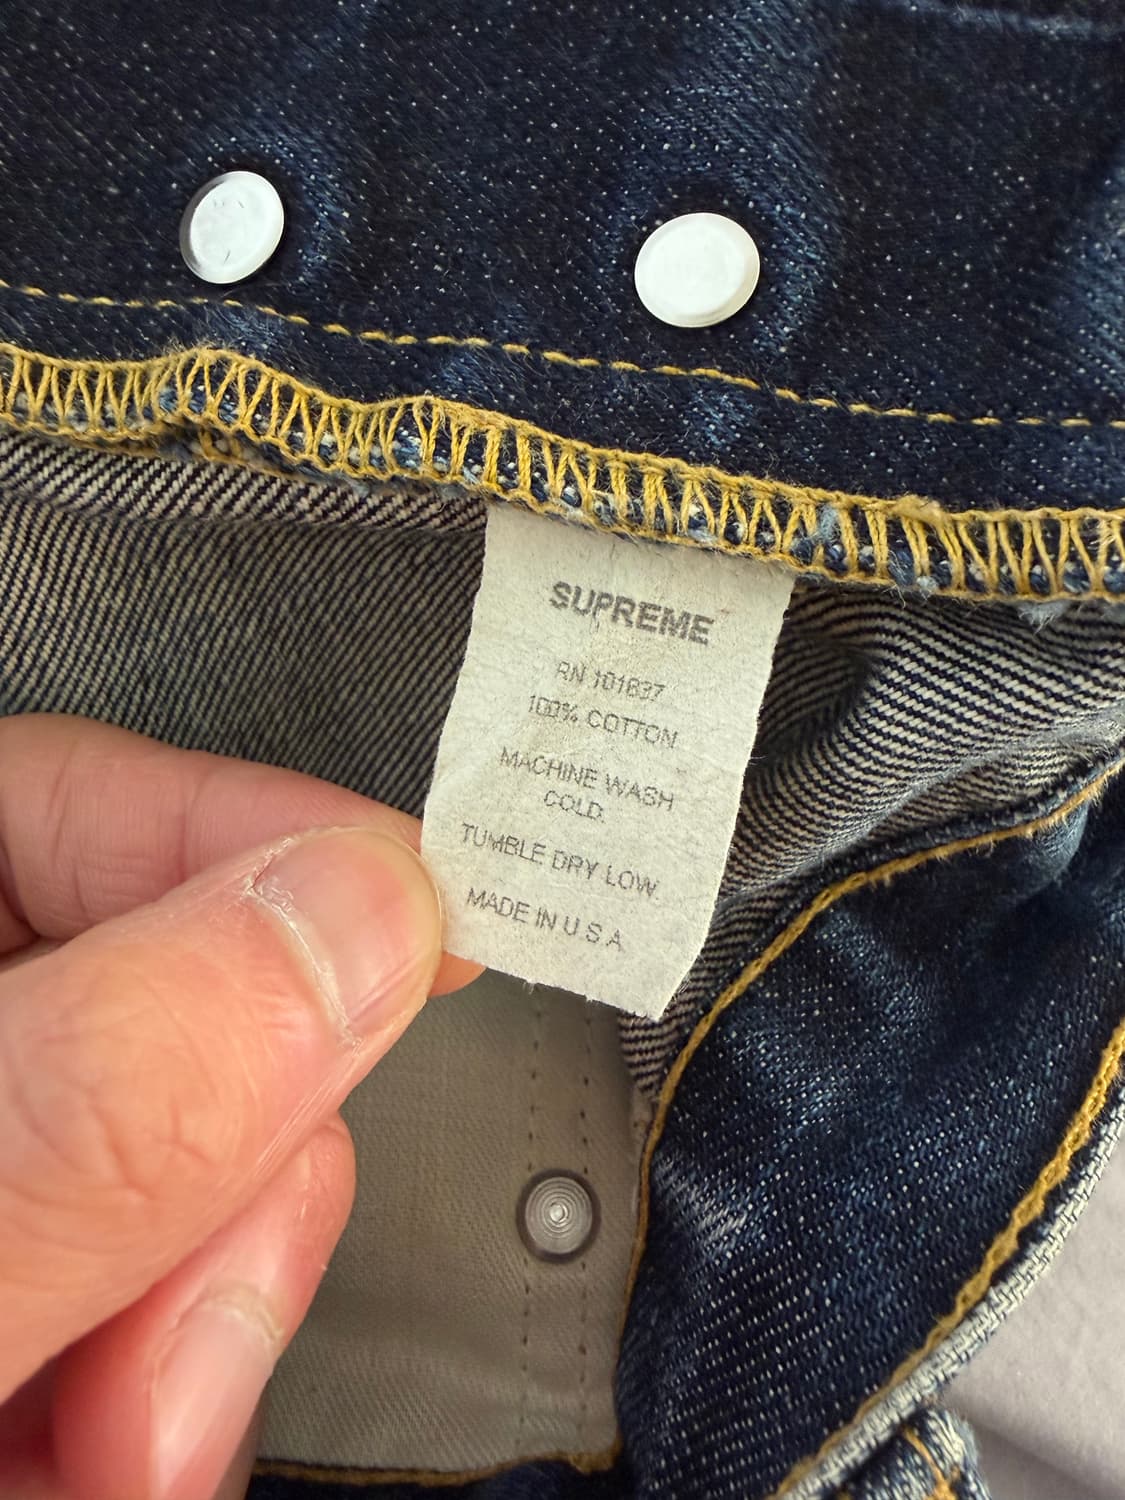 SUPREME
RN 101837
100% COTTON
MACHINE WASH
COLD.
TUMBLE DRY LOW.
MADE IN U.S.A.